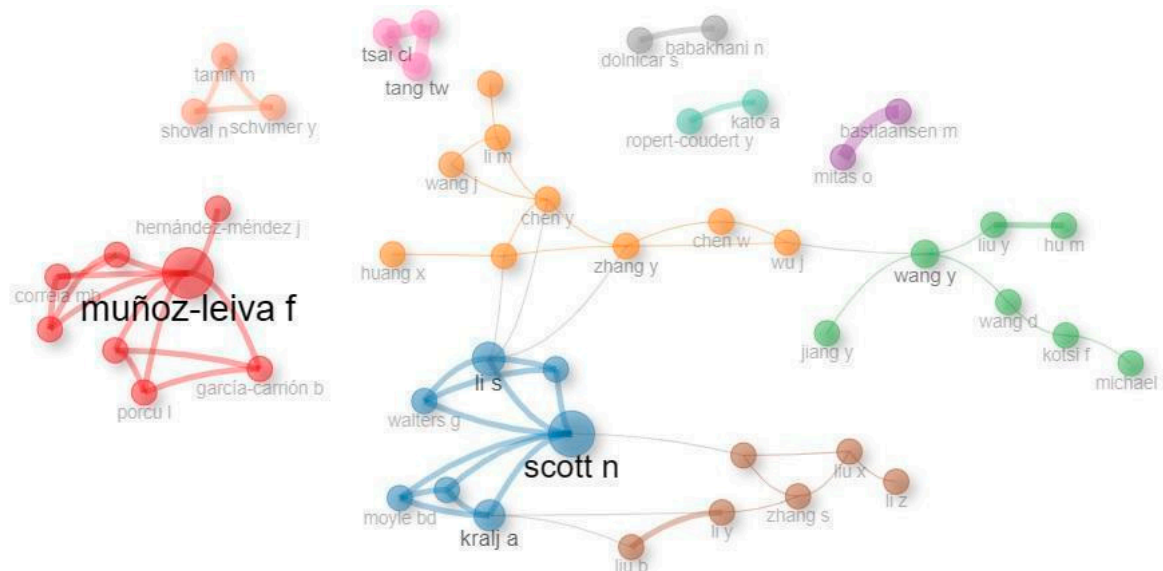 tsai cl
babakhani n
dolnicar s
tamir m
tang tw
kato a
schvimer y
shoval n
ropert-coudert y
bastiaansen m
li m
mitas o
wang j
chen y
hernández-méndez j
liu y
hu m
chen w
huang x
zhang y
wu j
wang y
correia mb
muñoz-leiva f
wang d
jiang y
kotsi f
michael
li s
garcía-carrión b
porcu l
walters g
scott n
liu x
li z
moyle bd
zhang s
kralj a
li y
liu b